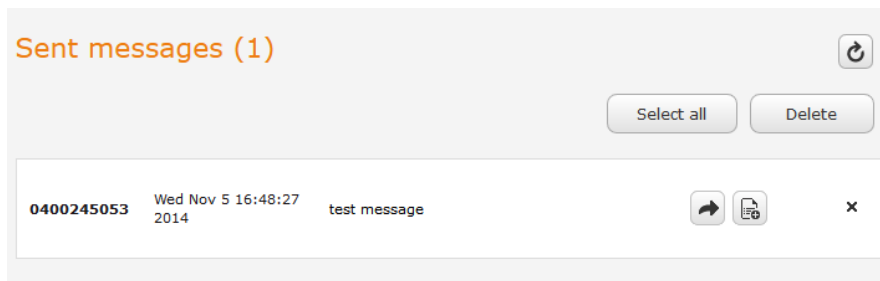 Sent messages (1)
Select all
Delete
0400245053
Wed Nov 5 16:48:27
2014
test message